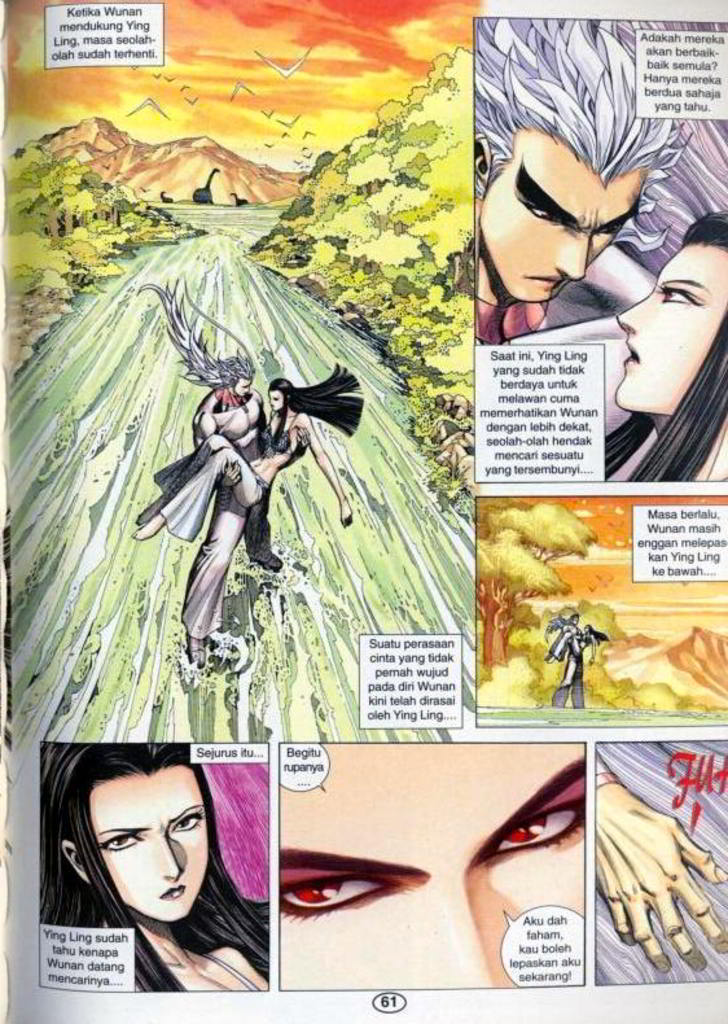 Ketika Wunan
mendukung Ying
Ling, masa seolah-
olah sudah terhenti.
Adakah mereka
akan berbaik-
baik semula?
Hanya mereka
berdua sahaja
yang tahu.
Saat ini, Ying Ling
yang sudah tidak
berdaya untuk
melawan cuma
memerhatikan Wunan
dengan lebih dekat,
seolah-olah hendak
mencari sesuatu
yang tersembunyi....
Suatu perasaan
cinta yang tidak
pernah wujud
pada diri Wunan
kini telah dirasai
oleh Ying Ling....
Masa berlalu,
Wunan masih
enggan melepas
kan Ying Ling
ke bawah....
Sejurus itu...
Ying Ling sudah
tahu kenapa
Wunan datang
mencarinya....
Begitu
rupanya
....
Aku dah
faham,
kau boleh
lepaskan aku
sekarang!
61